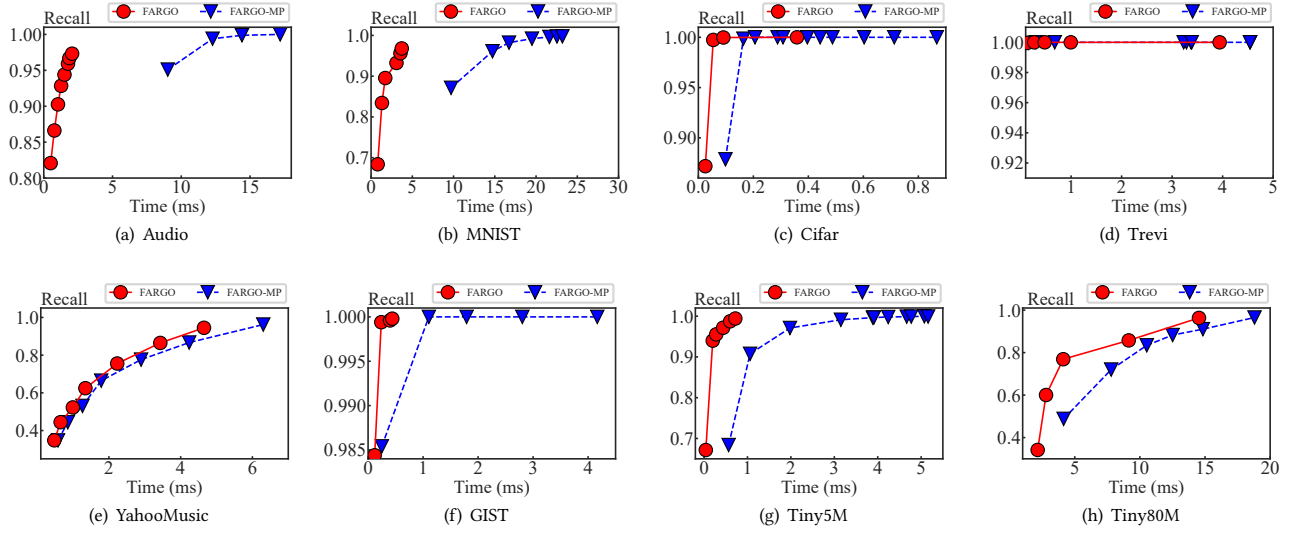 Recall FARGO FARGO-MP
1.00
0.95
0.90
0.85
0.80
0 5 10 15
Time (ms)
(a) Audio
Recall FARGO FARGO-MP
1.0
0.9
0.8
0.7
0 5 10 15 20 25 30
Time (ms)
(b) MNIST
Recall FARGO FARGO-MP
1.00
0.95
0.90
0.0 0.2 0.4 0.6 0.8
Time (ms)
(c) Cifar
Recall FARGO FARGO-MP
1.00
0.98
0.96
0.94
0.92
1 2 3 4 5
Time (ms)
(d) Trevi
Recall FARGO FARGO-MP
1.0
0.8
0.6
0.4
2 4 6
Time (ms)
(e) YahooMusic
Recall FARGO FARGO-MP
1.000
0.995
0.990
0.985
0 1 2 3 4
Time (ms)
(f) GIST
Recall FARGO FARGO-MP
1.0
0.9
0.8
0.7
0 1 2 3 4 5
Time (ms)
(g) Tiny5M
Recall FARGO FARGO-MP
1.0
0.8
0.6
0.4
5 10 15 20
Time (ms)
(h) Tiny80M